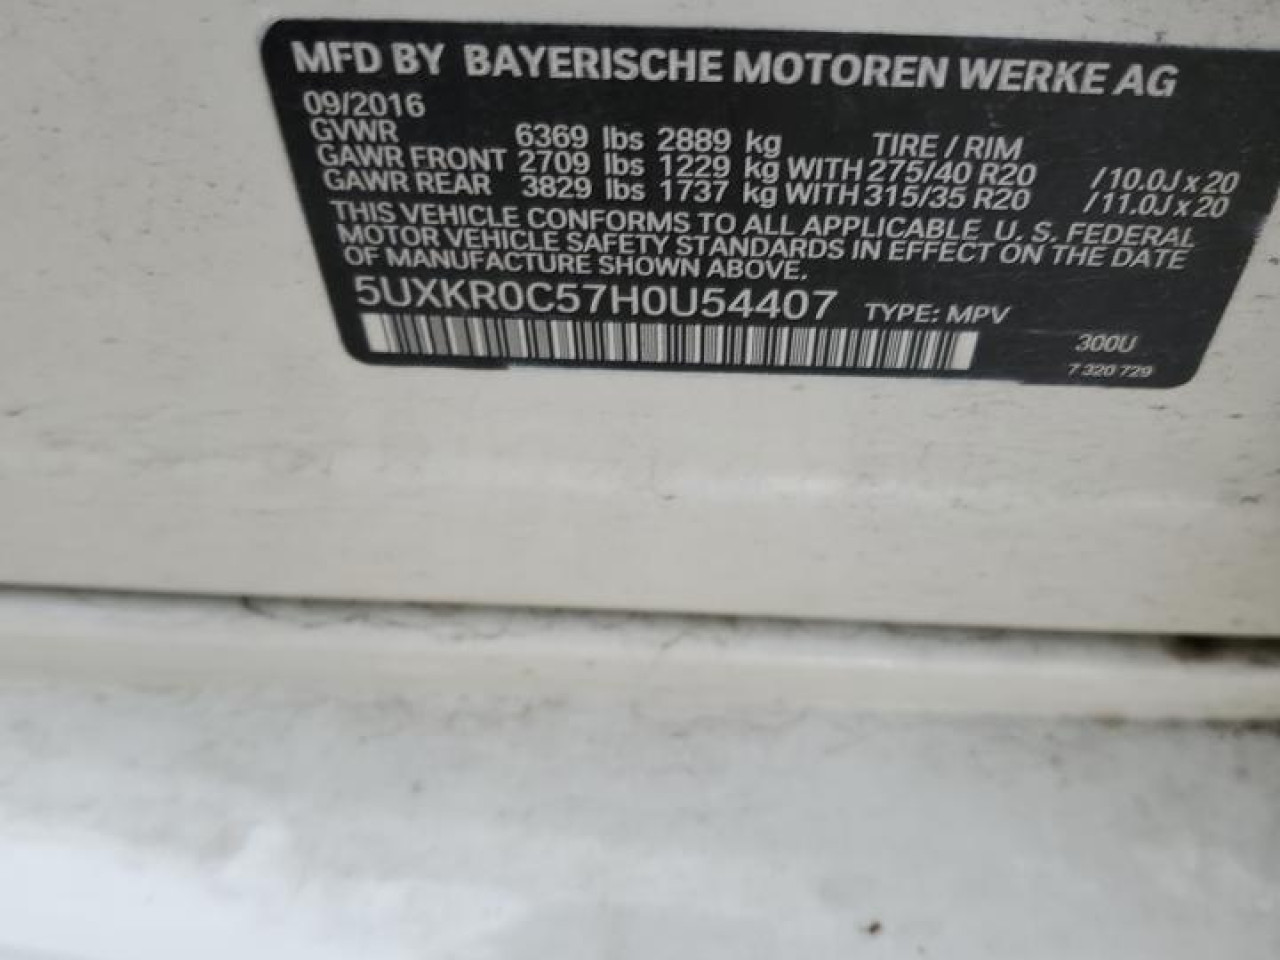 MFD BY BAYERISCHE MOTOREN WERKE AG
09/2016
GVWR 6369 lbs 2889 kg TIRE / RIM
GAWR FRONT 2709 lbs 1229 kg WITH 275/40 R20 / 10.0J x 20
GAWR REAR 3829 lbs 1737 kg WITH 315/35 R20 / 11.0J x 20
THIS VEHICLE CONFORMS TO ALL APPLICABLE U. S. FEDERAL
MOTOR VEHICLE SAFETY STANDARDS IN EFFECT ON THE DATE
OF MANUFACTURE SHOWN ABOVE.
5UXKR0C57H0U54407 TYPE: MPV
300U
7 320 729